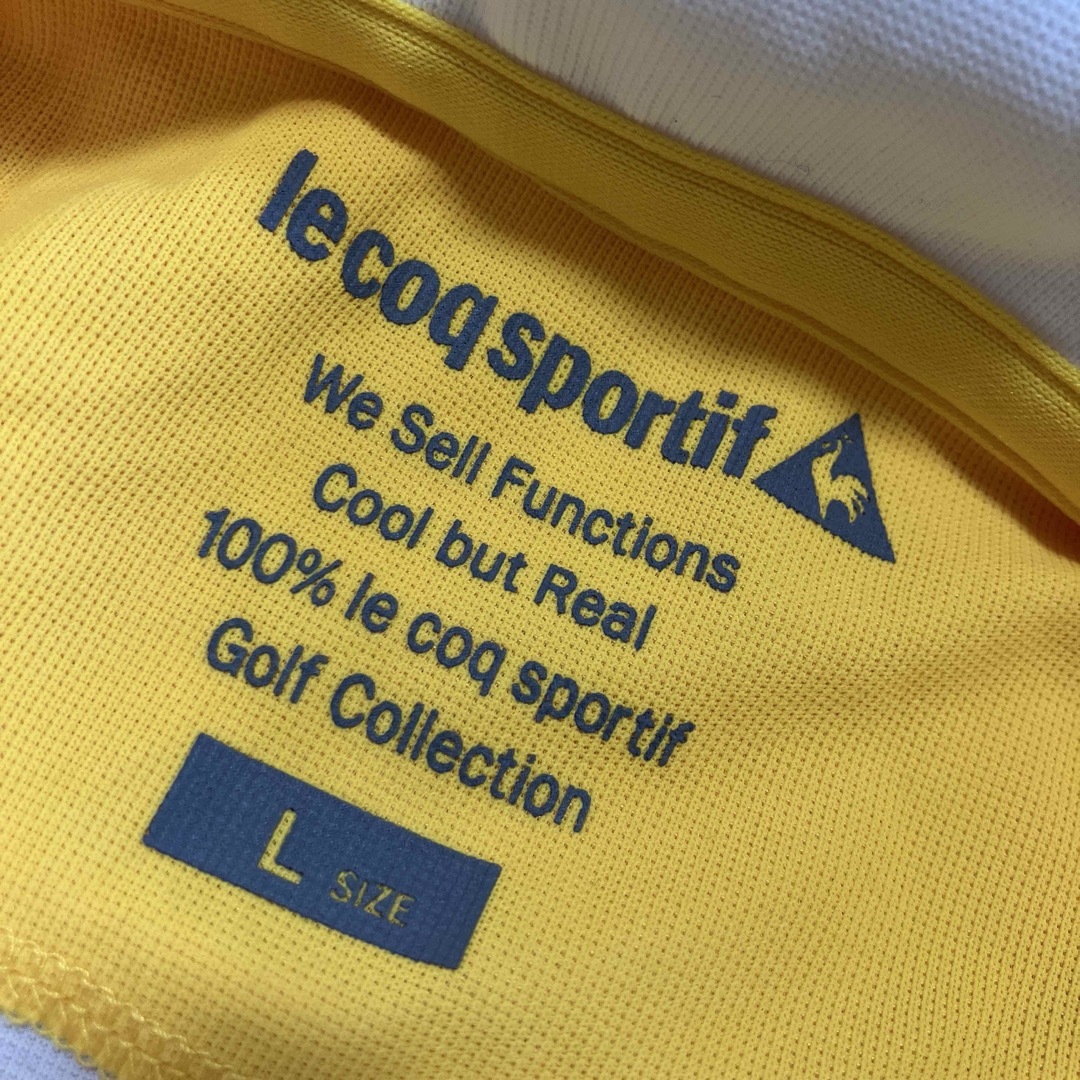 le coq sportif
We Sell Functions
Cool but Real
100% le coq sportif
Golf Collection
L SIZE